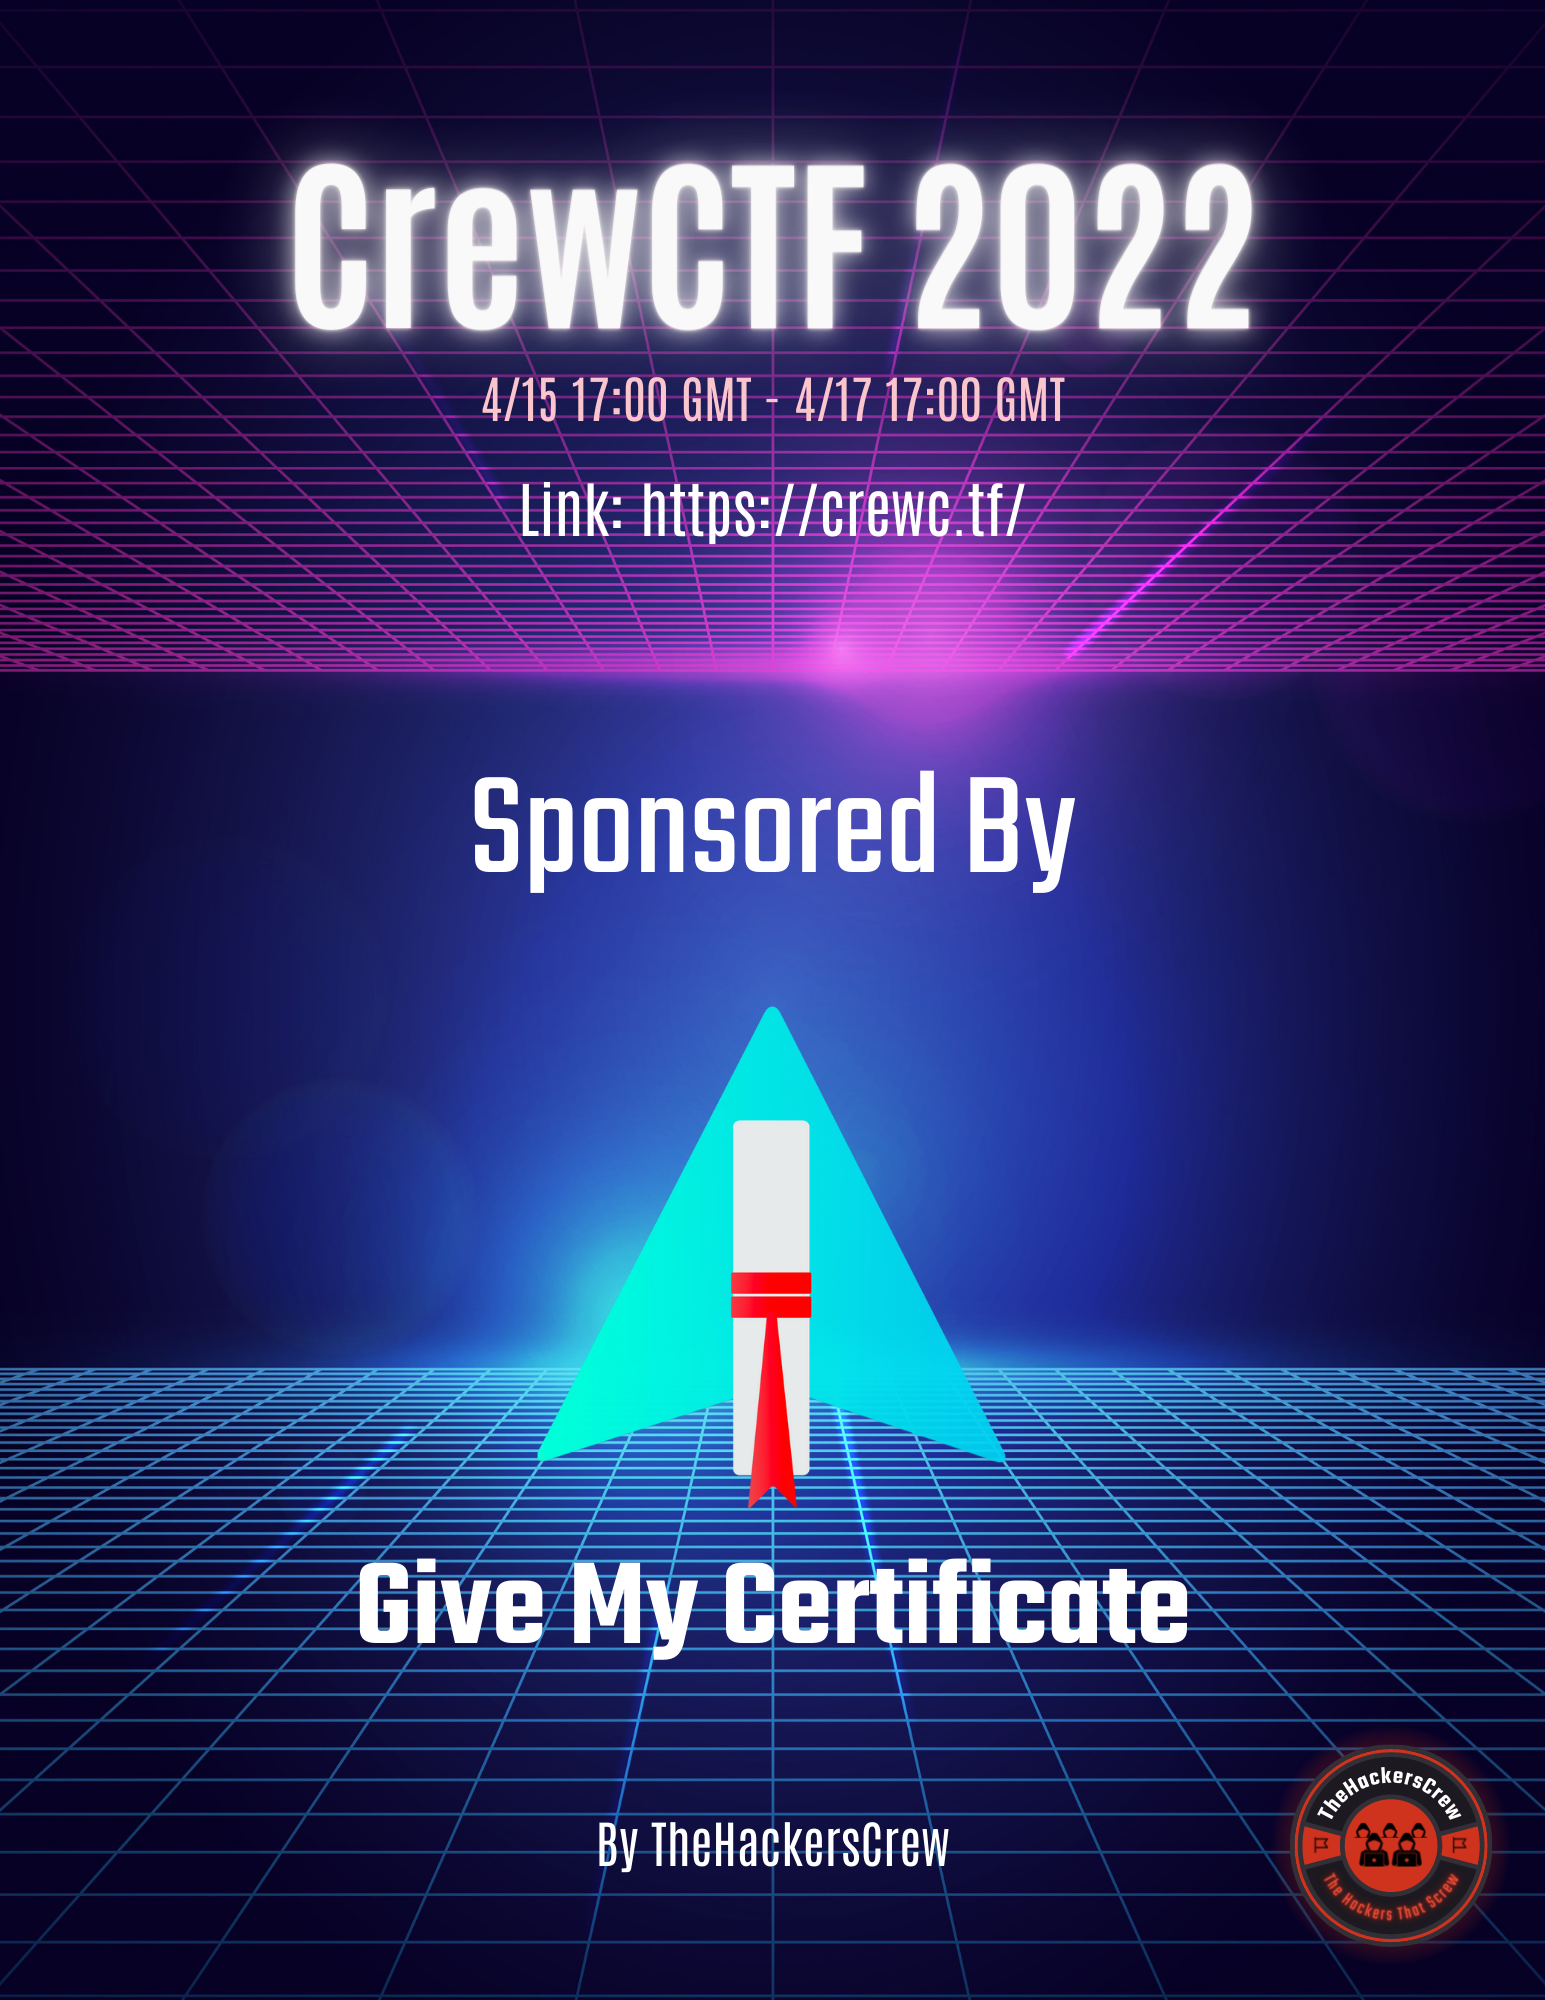 CrewCTF 2022
4/15 17:00 GMT - 4/17 17:00 GMT
Link: https://crewc.tf/
Sponsored By
Give My Certificate
By TheHackersCrew
TheHackersCrew
The Hackers That Screw